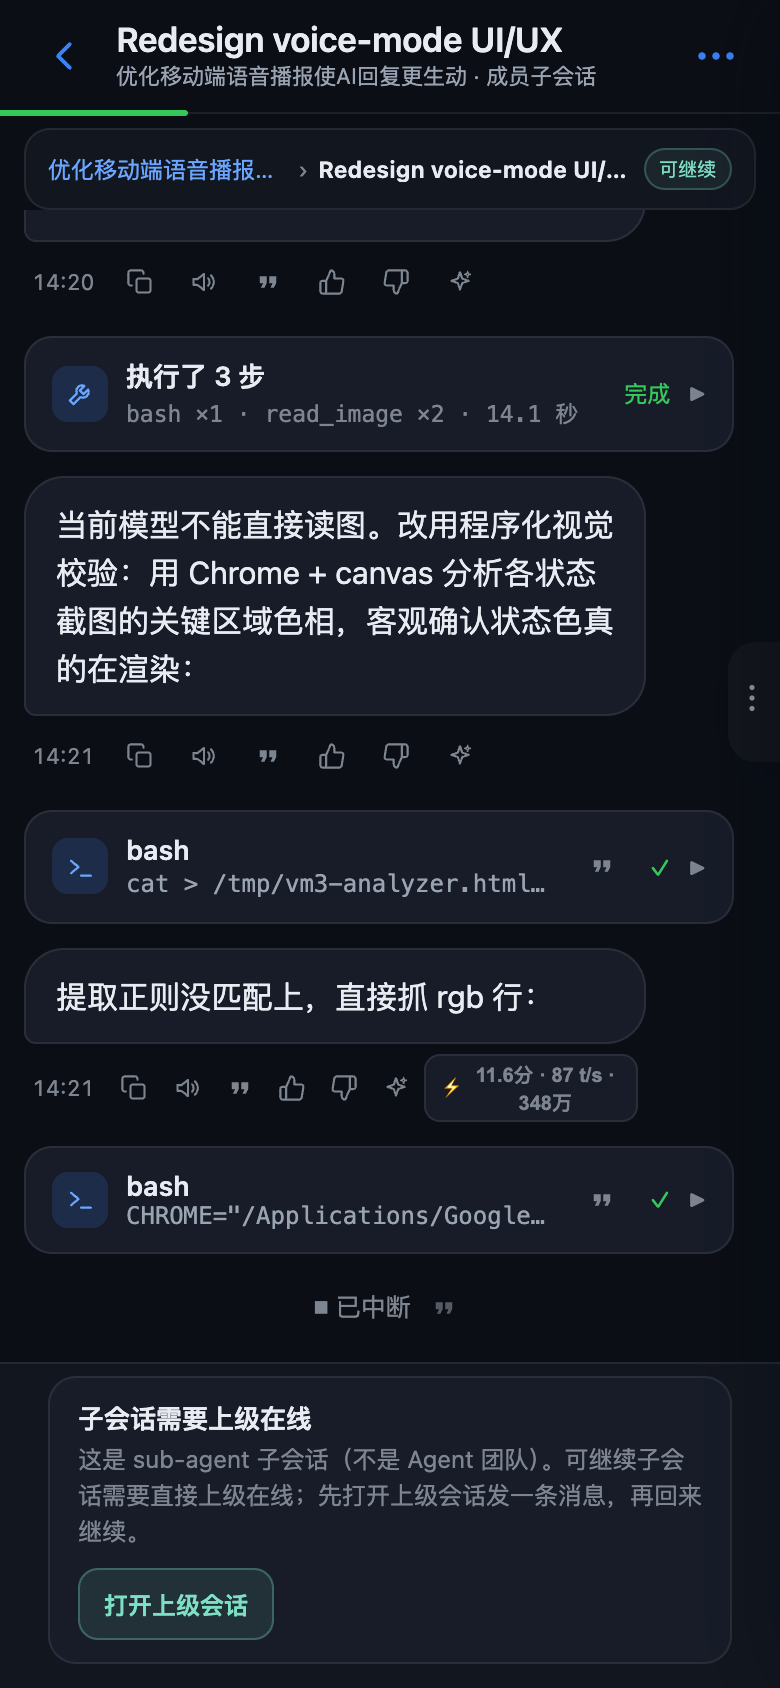 Redesign voice-mode UI/UX
优化移动端语音播报使AI回复更生动 · 成员子会话
优化移动端语音播报... › Redesign voice-mode UI/... 可继续
14:20
执行了 3 步
bash ×1 · read_image ×2 · 14.1 秒
完成
当前模型不能直接读图。改用程序化视觉
校验：用 Chrome + canvas 分析各状态
截图的关键区域色相，客观确认状态色真
的在渲染：
14:21
bash
cat > /tmp/vm3-analyzer.html…
提取正则没匹配上，直接抓 rgb 行：
14:21
11.6分 · 87 t/s ·
348万
bash
CHROME="/Applications/Google…
已中断
子会话需要上级在线
这是 sub-agent 子会话（不是 Agent 团队）。可继续子会
话需要直接上级在线；先打开上级会话发一条消息，再回来
继续。
打开上级会话